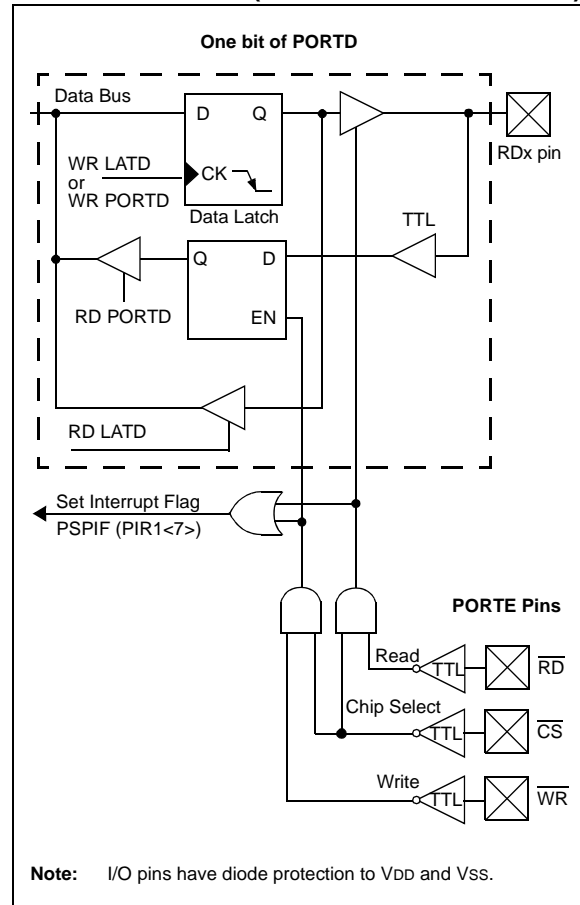 One bit of PORTD
Data Bus
D Q
RDx pin
WR LATD
or
WR PORTD
CK
Data Latch
TTL
Q D
EN
RD PORTD
RD LATD
Set Interrupt Flag
PSPIF (PIR1<7>)
PORTE Pins
Read
TTL
RD
Chip Select
TTL
CS
Write
TTL
WR
Note: I/O pins have diode protection to VDD and VSS.